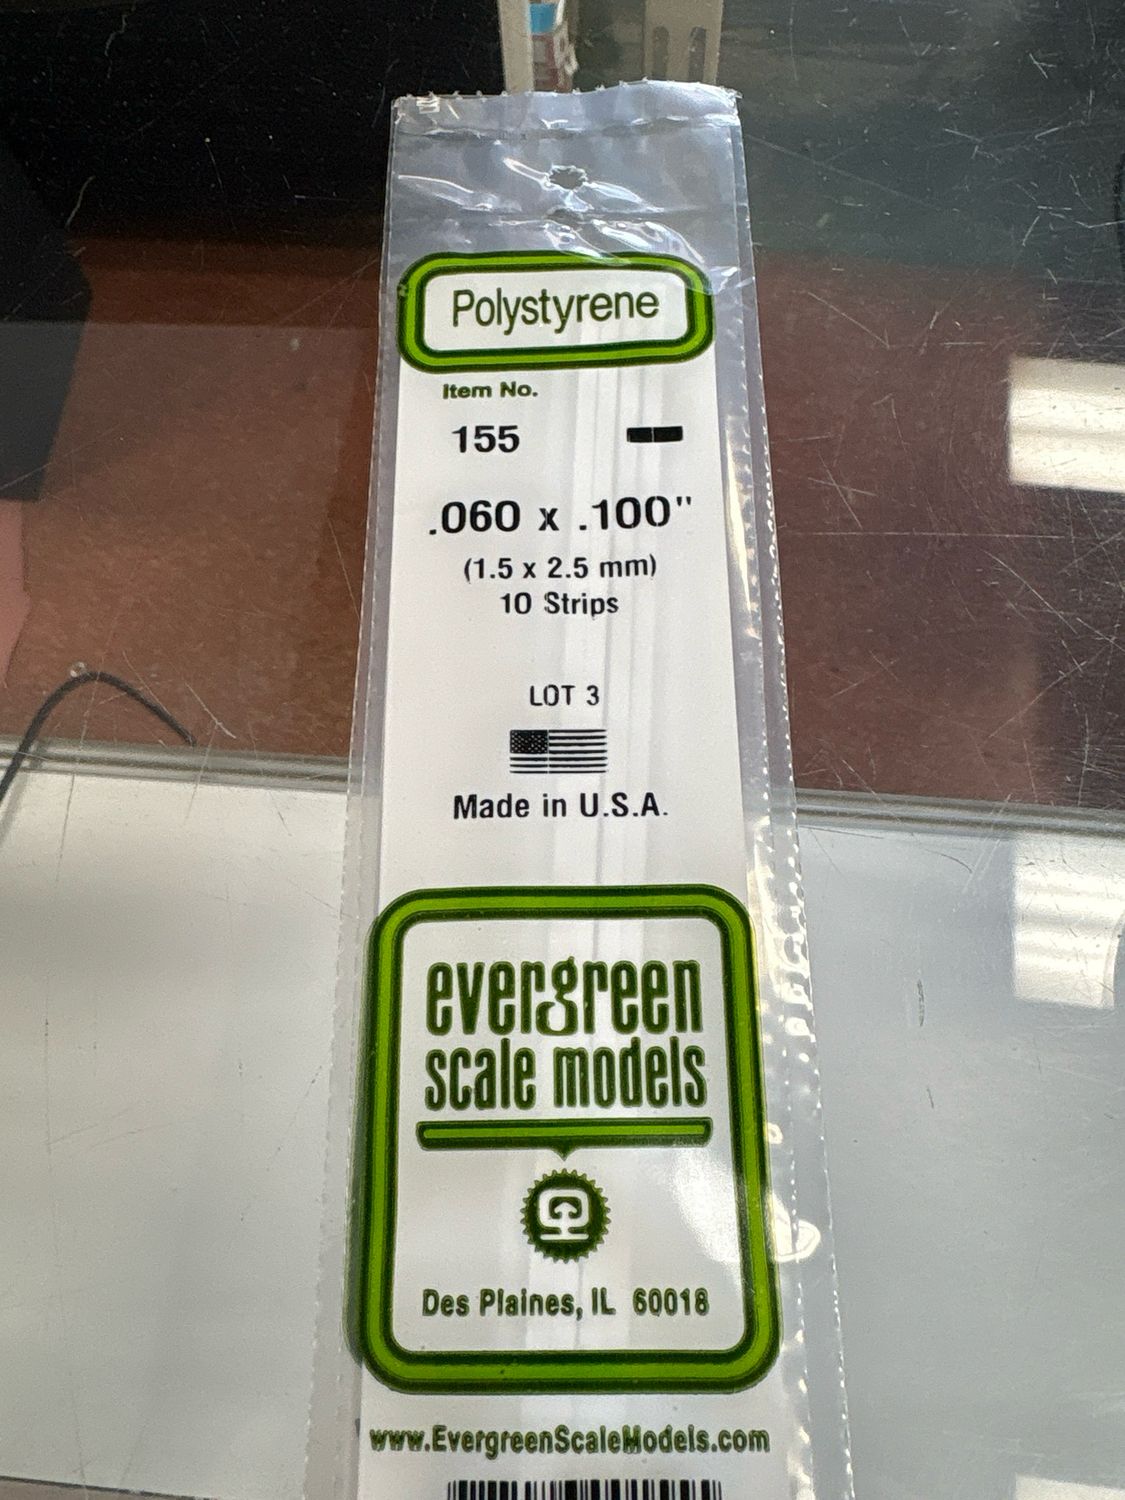 Polystyrene
Item No.
155
.060 x .100"
(1.5 x 2.5 mm)
10 Strips
LOT 3
Made in U.S.A.
evergreen
scale models
Des Plaines, IL 60018
www.EvergreenScaleModels.com